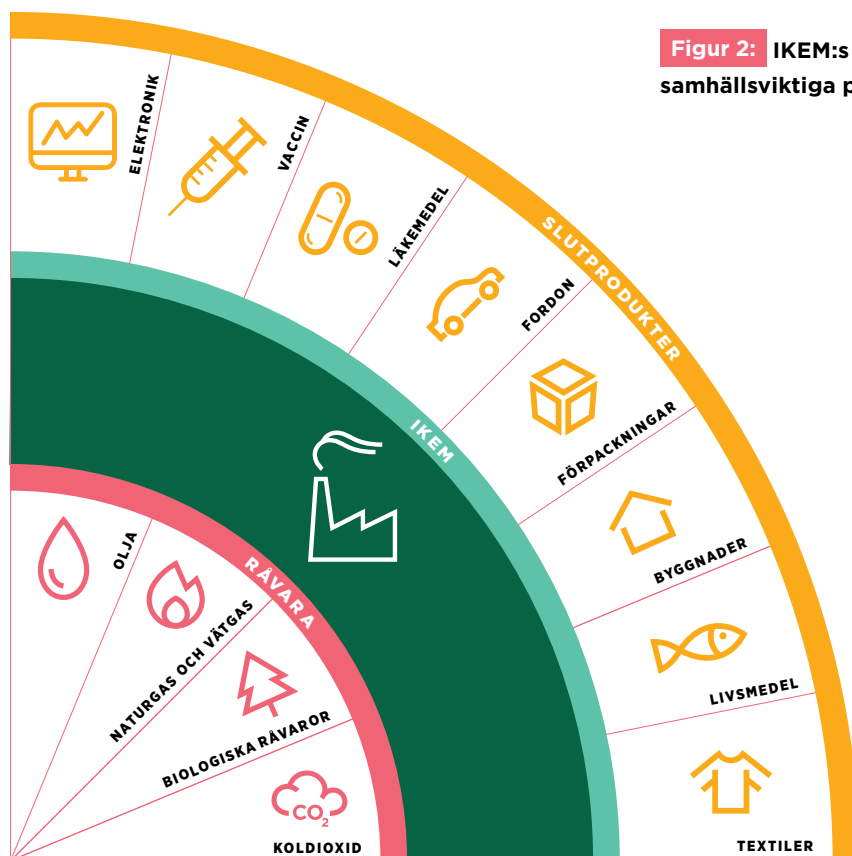 Figur 2: IKEM:s
samhällsviktiga p
ELEKTRONIK
VACCIN
LÄKEMEDEL
FORDON
FÖRPACKNINGAR
BYGGNADER
LIVSMEDEL
TEXTILER
SLUTPRODUKTER
IKEM
RÅVARA
OLJA
NATURGAS OCH VÄTGAS
BIOLOGISKA RÅVAROR
CO₂
KOLDIOXID